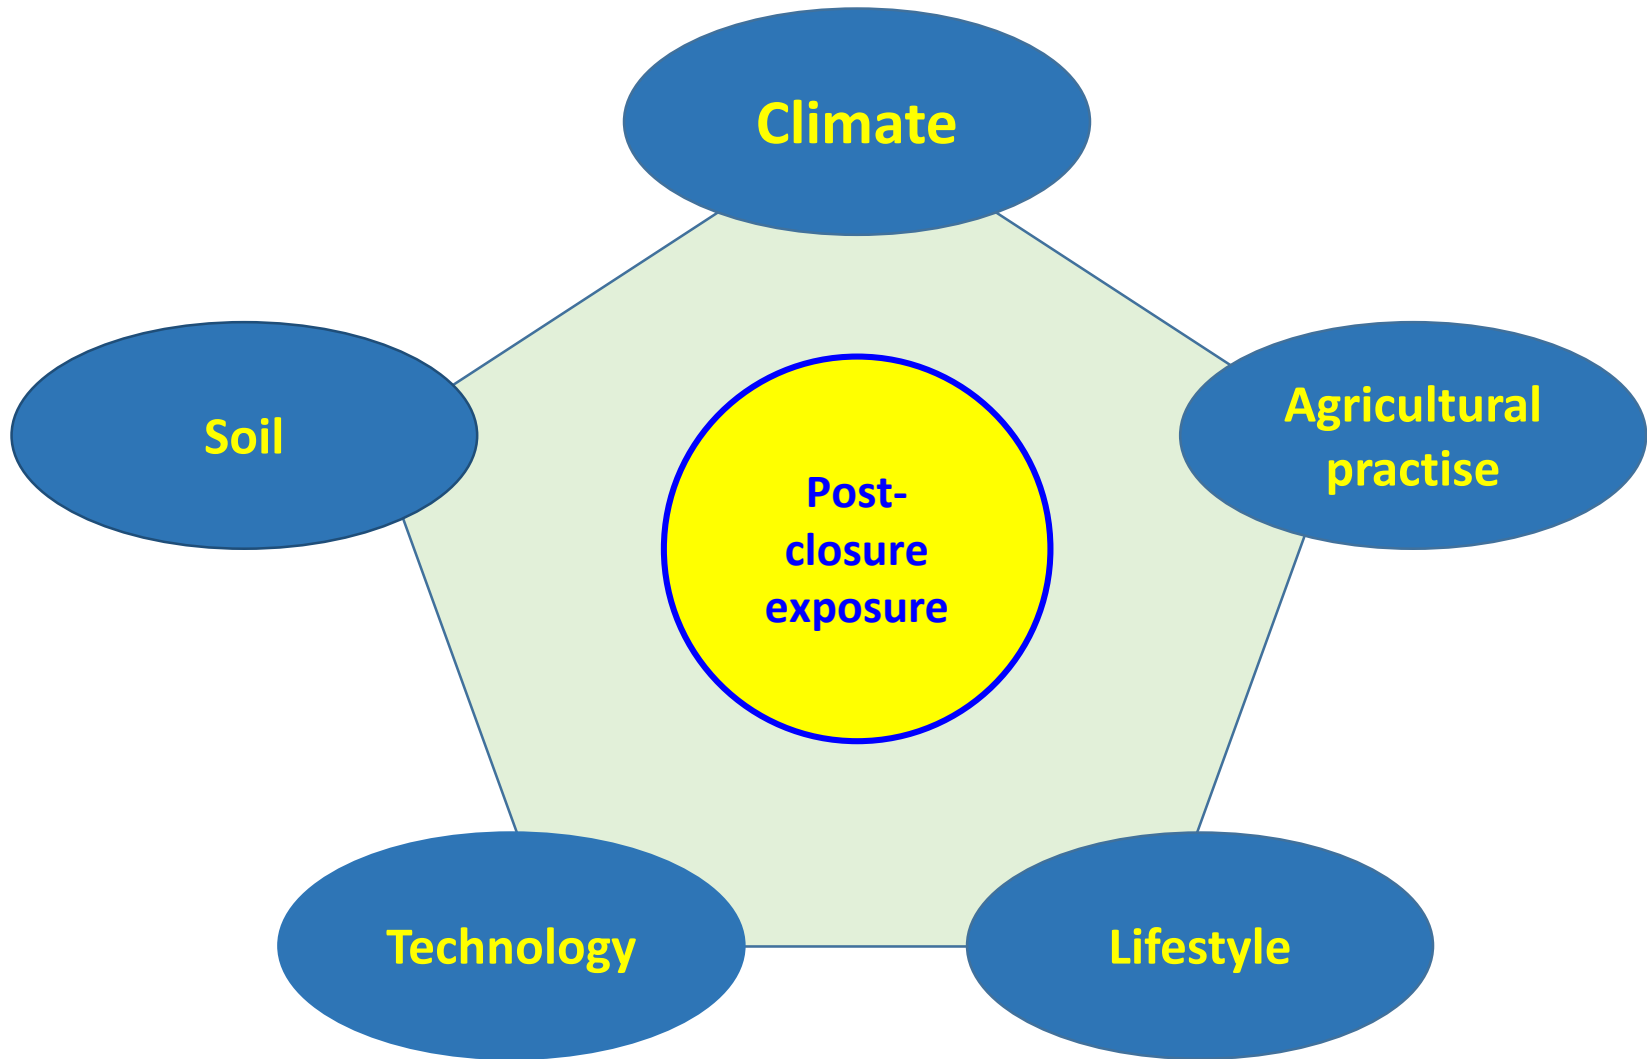 Climate
Soil
Agricultural
practise
Post-
closure
exposure
Technology
Lifestyle